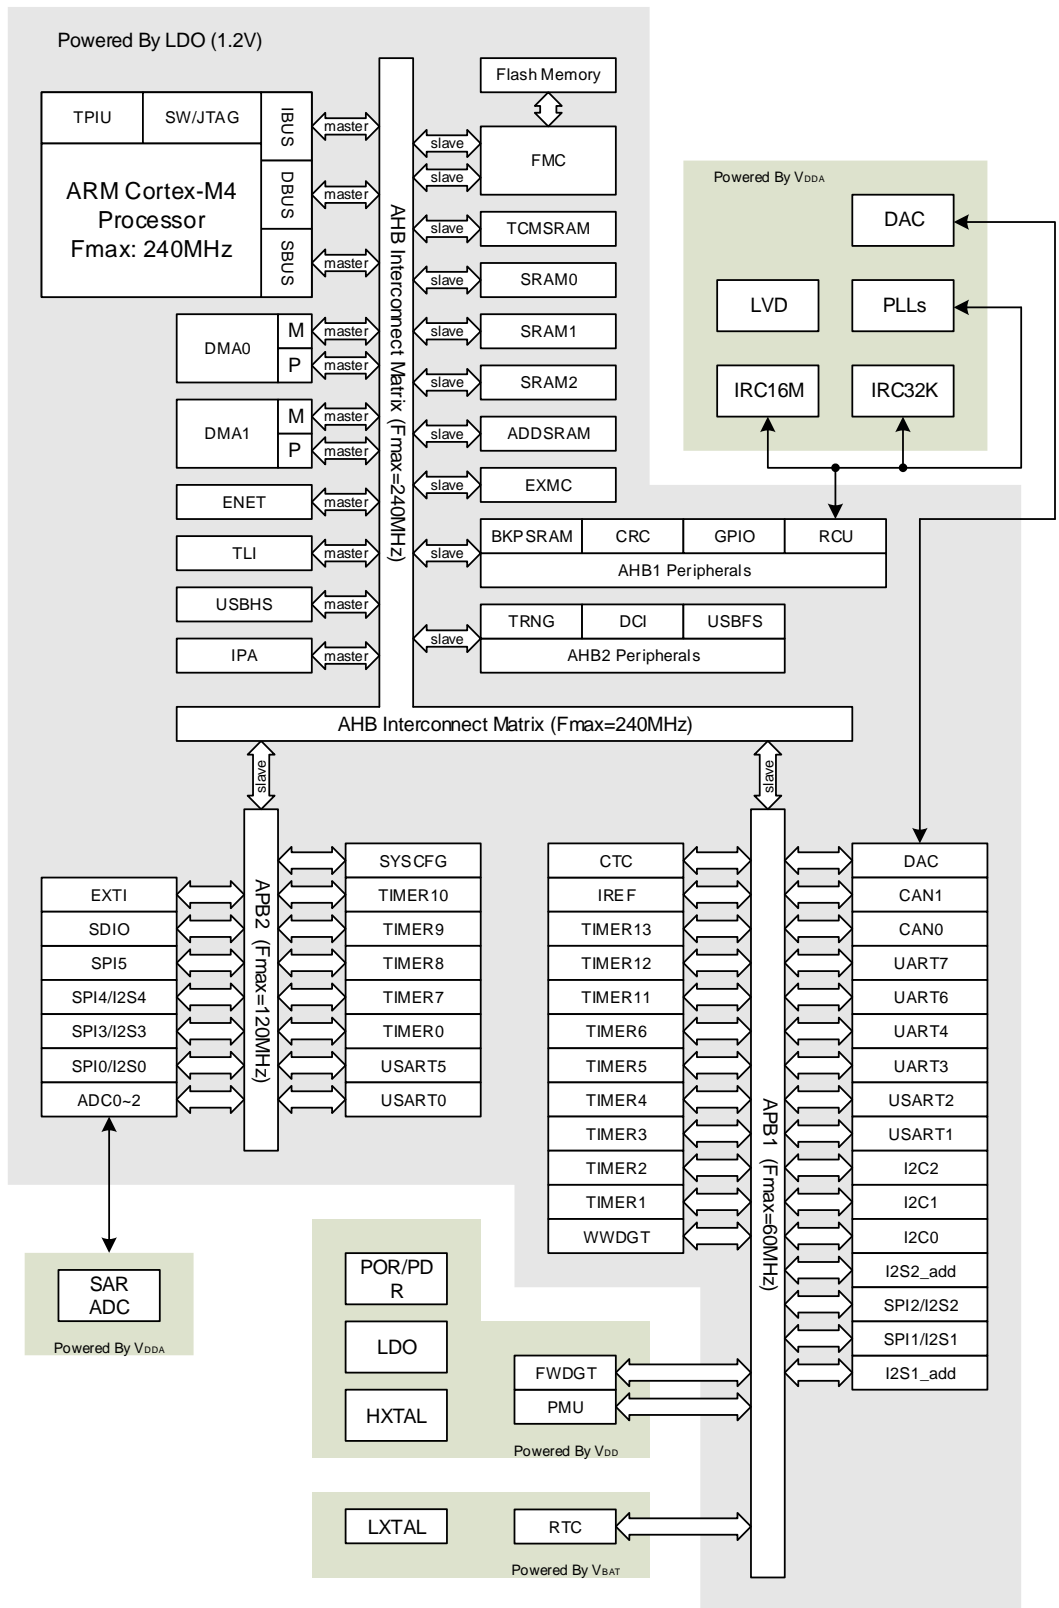 Powered By LDO (1.2V)
TPIU
SW/JTAG
IBUS
DBUS
SBUS
ARM Cortex-M4
Processor
Fmax: 240MHz
master
master
master
DMA0
M
P
master
master
DMA1
M
P
master
master
ENET
master
TLI
master
USBHS
master
IPA
master
AHB Interconnect Matrix (Fmax=240MHz)
Flash Memory
slave
slave
FMC
slave
TCMSRAM
slave
SRAM0
slave
SRAM1
slave
SRAM2
slave
ADDSRAM
slave
EXMC
slave
BKPSRAM
CRC
GPIO
RCU
AHB1 Peripherals
slave
TRNG
DCI
USBFS
AHB2 Peripherals
Powered By VDDA
DAC
LVD
PLLs
IRC16M
IRC32K
AHB Interconnect Matrix (Fmax=240MHz)
slave
slave
APB2 (Fmax=120MHz)
EXTI
SDIO
SPI5
SPI4/I2S4
SPI3/I2S3
SPI0/I2S0
ADC0~2
SYSCFG
TIMER10
TIMER9
TIMER8
TIMER7
TIMER0
USART5
USART0
SAR
ADC
Powered By VDDA
APB1 (Fmax=60MHz)
CTC
IREF
TIMER13
TIMER12
TIMER11
TIMER6
TIMER5
TIMER4
TIMER3
TIMER2
TIMER1
WWDGT
DAC
CAN1
CAN0
UART7
UART6
UART4
UART3
USART2
USART1
I2C2
I2C1
I2C0
I2S2_add
SPI2/I2S2
SPI1/I2S1
I2S1_add
POR/PD
R
LDO
HXTAL
FWDGT
PMU
Powered By VDD
LXTAL
RTC
Powered By VBAT